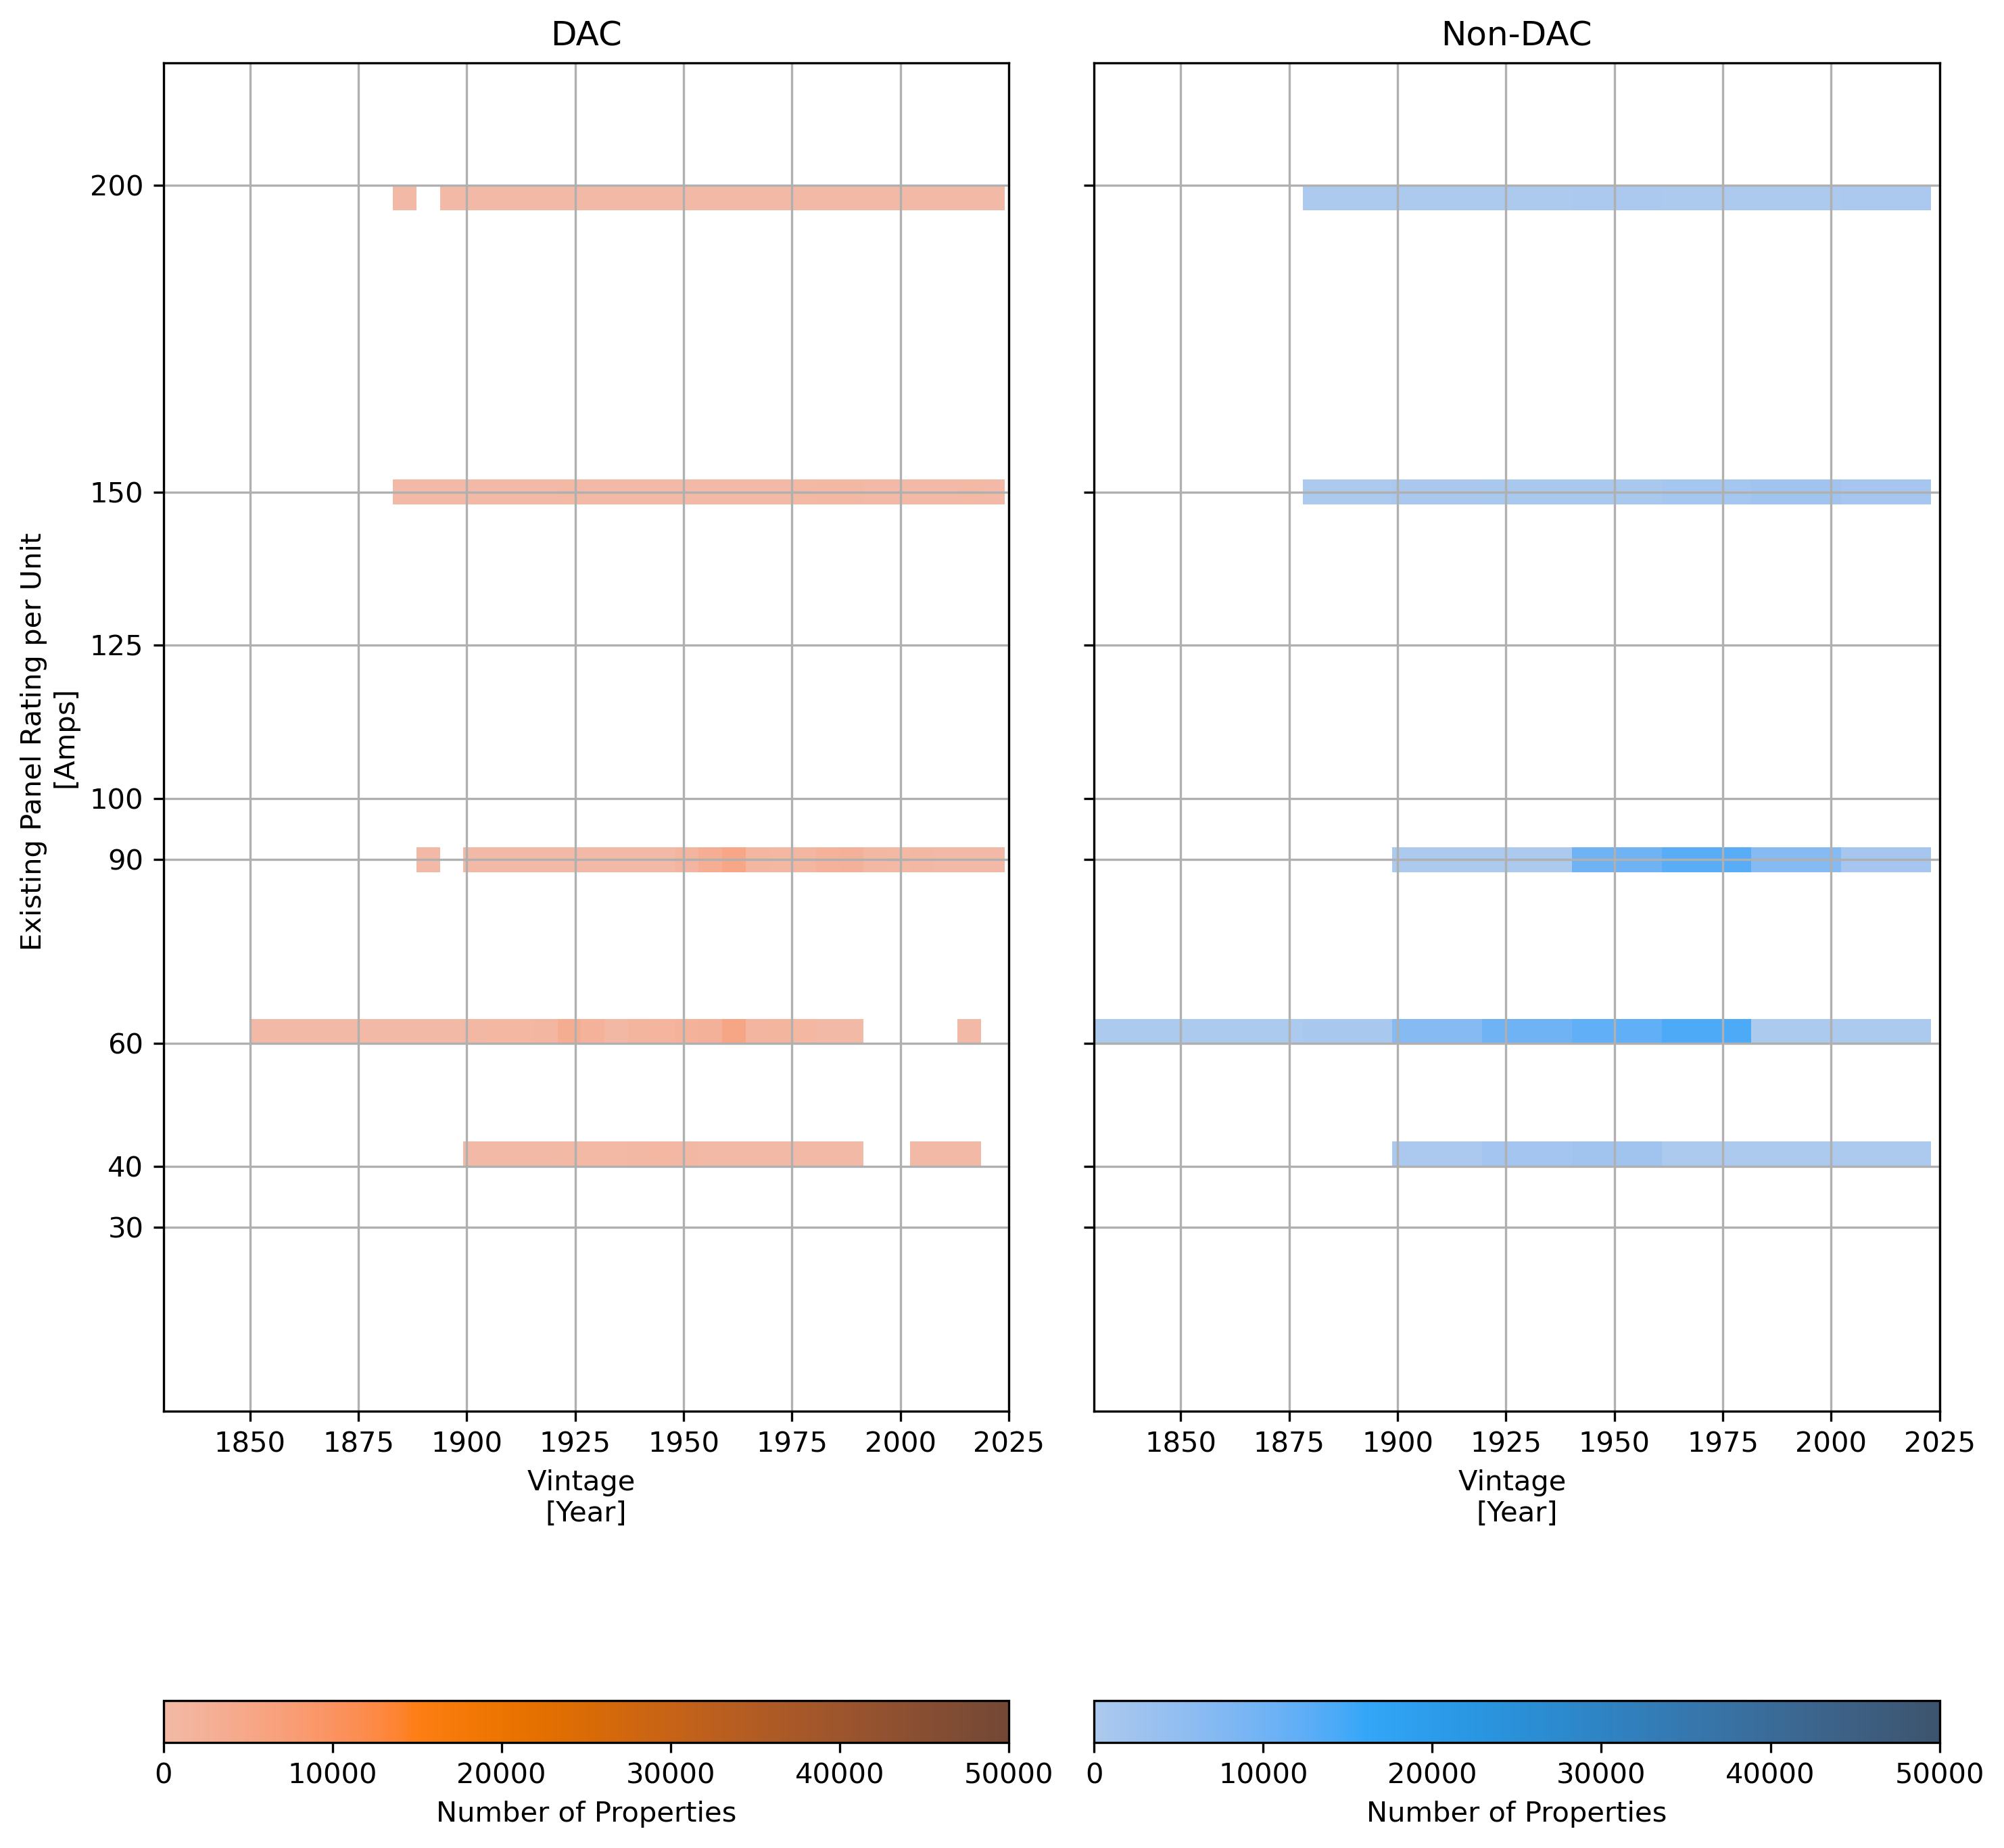 DAC
Non-DAC
Existing Panel Rating per Unit
[Amps]
200
150
125
100
90
60
40
30
1850 1875 1900 1925 1950 1975 2000 2025
1850 1875 1900 1925 1950 1975 2000 2025
Vintage
[Year]
Vintage
[Year]
0 10000 20000 30000 40000 50000
Number of Properties
0 10000 20000 30000 40000 50000
Number of Properties